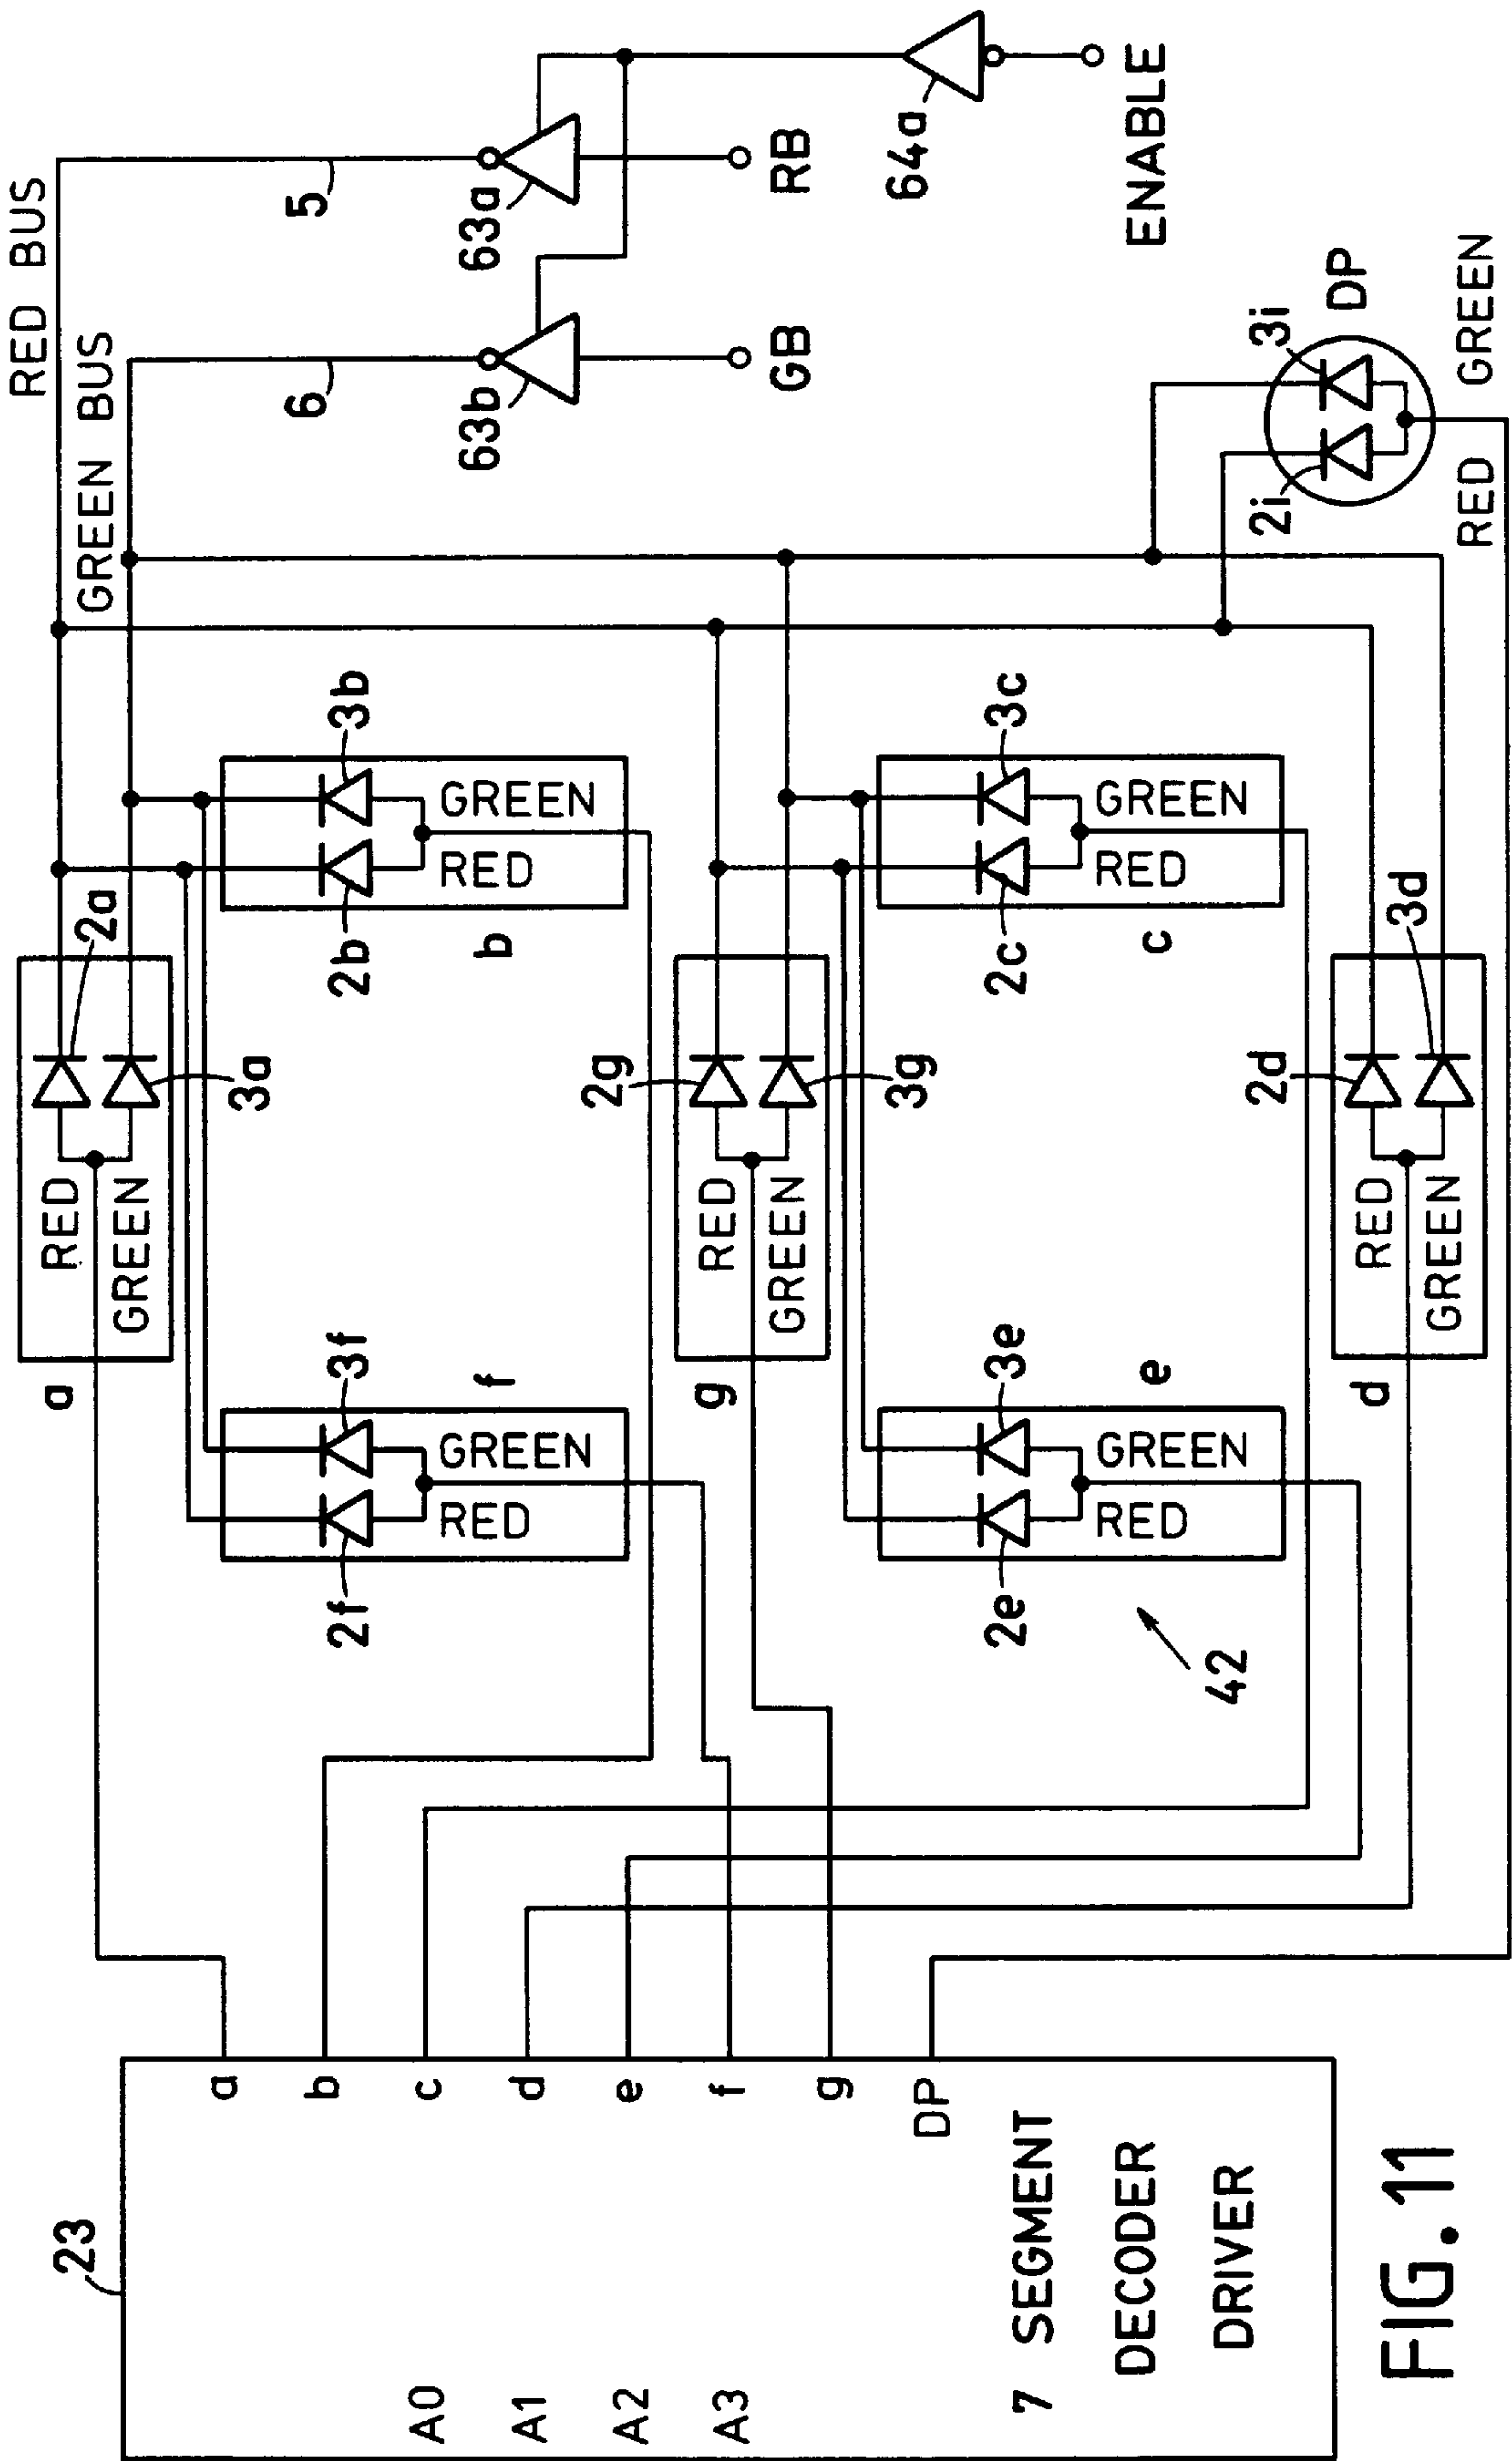 RED BUS
GREEN BUS
5
6
63a
63b
RB
GB
64a
ENABLE
a
RED
GREEN
2a
3a
f
2f
3f
RED
GREEN
b
2b
3b
RED
GREEN
g
RED
GREEN
2g
3g
e
2e
3e
RED
GREEN
c
2c
3c
RED
GREEN
d
RED
GREEN
2d
3d
2i
3i
DP
RED
GREEN
42
23
a
b
c
d
e
f
g
DP
A0
A1
A2
A3
7 SEGMENT
DECODER
DRIVER
FIG. 11